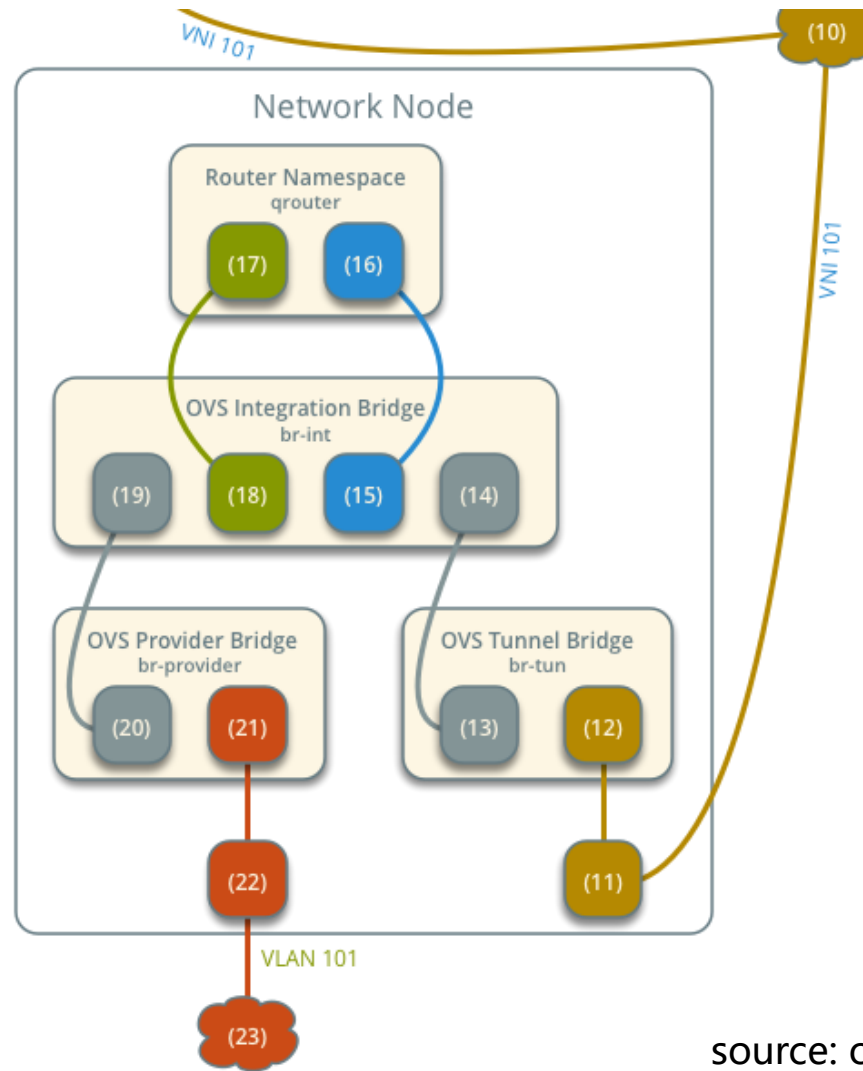 (10)
VNI 101
Network Node
Router Namespace
qrouter
(17)
(16)
VNI 101
OVS Integration Bridge
br-int
(19)
(18)
(15)
(14)
OVS Provider Bridge
br-provider
OVS Tunnel Bridge
br-tun
(20)
(21)
(13)
(12)
(22)
(11)
VLAN 101
(23)
source: